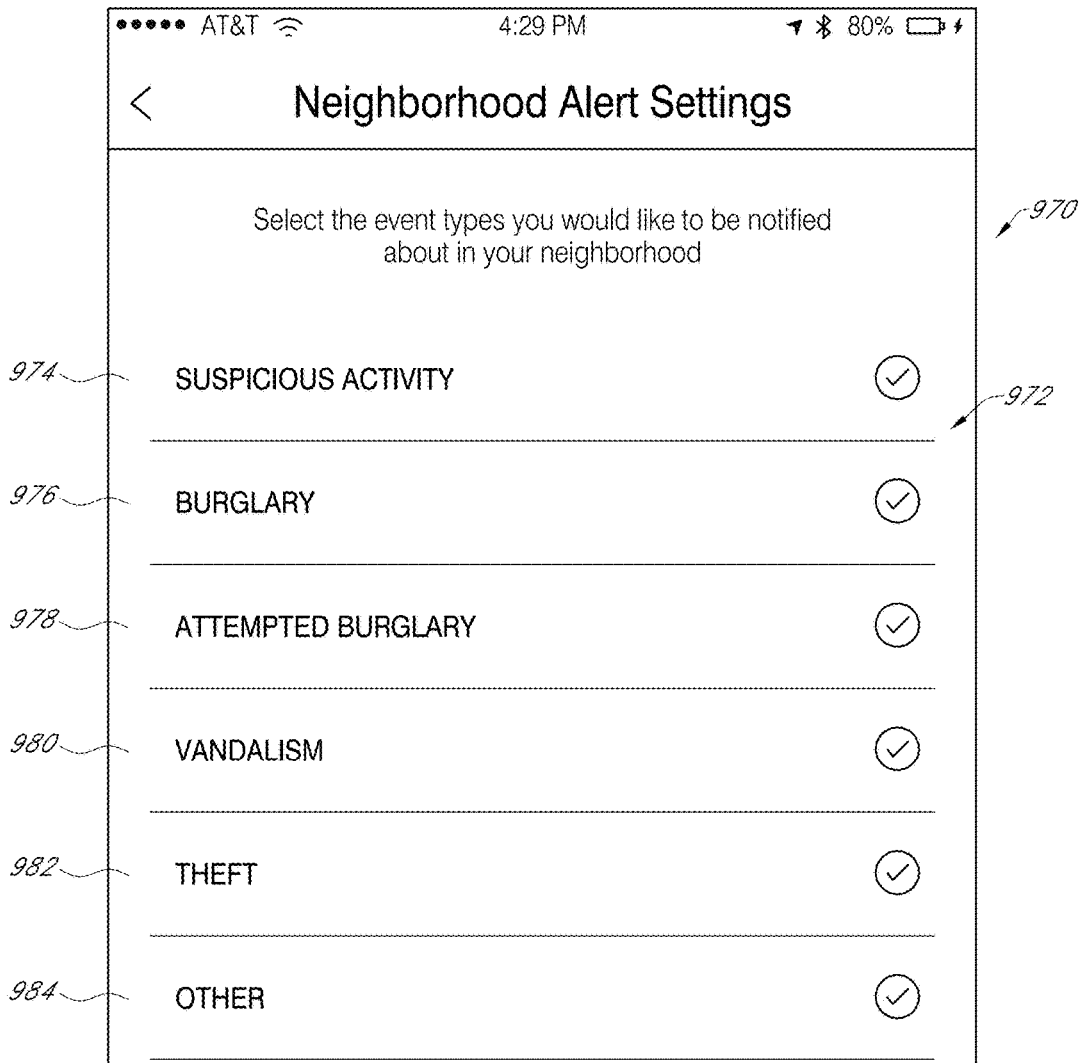 AT&T 4:29 PM 80%
Neighborhood Alert Settings
Select the event types you would like to be notified
about in your neighborhood
970
974 SUSPICIOUS ACTIVITY
972
976 BURGLARY
978 ATTEMPTED BURGLARY
980 VANDALISM
982 THEFT
984 OTHER